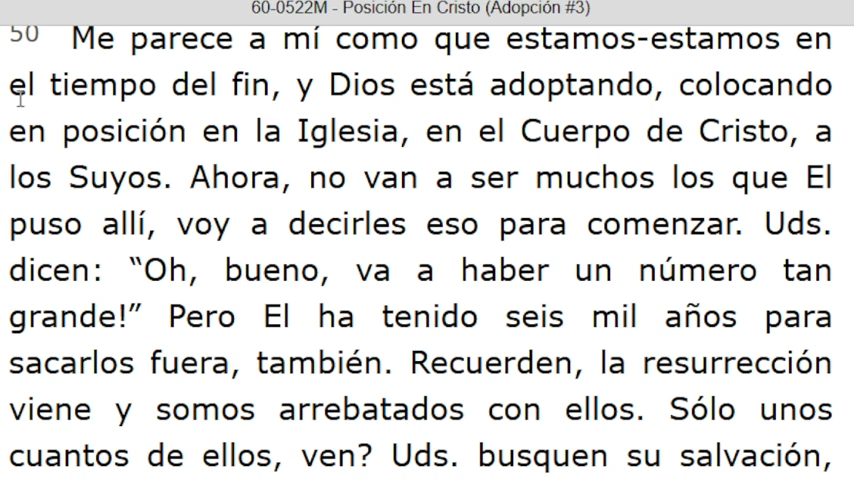 60-0522M - Posición En Cristo (Adopción #3)
50 Me parece a mí como que estamos-estamos en
el tiempo del fin, y Dios está adoptando, colocando
en posición en la Iglesia, en el Cuerpo de Cristo, a
los Suyos. Ahora, no van a ser muchos los que El
puso allí, voy a decirles eso para comenzar. Uds.
dicen: “Oh, bueno, va a haber un número tan
grande!” Pero El ha tenido seis mil años para
sacarlos fuera, también. Recuerden, la resurrección
viene y somos arrebatados con ellos. Sólo unos
cuantos de ellos, ven? Uds. busquen su salvación,